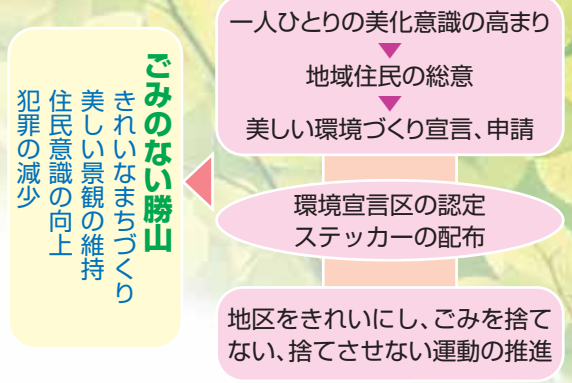 一人ひとりの美化意識の高まり
地域住民の総意
美しい環境づくり宣言、申請
環境宣言区の認定
ステッカーの配布
地区をきれいにし、ごみを捨て
ない、捨てさせない運動の推進
ごみのない勝山
きれいなまちづくり
美しい景観の維持
住民意識の向上
犯罪の減少